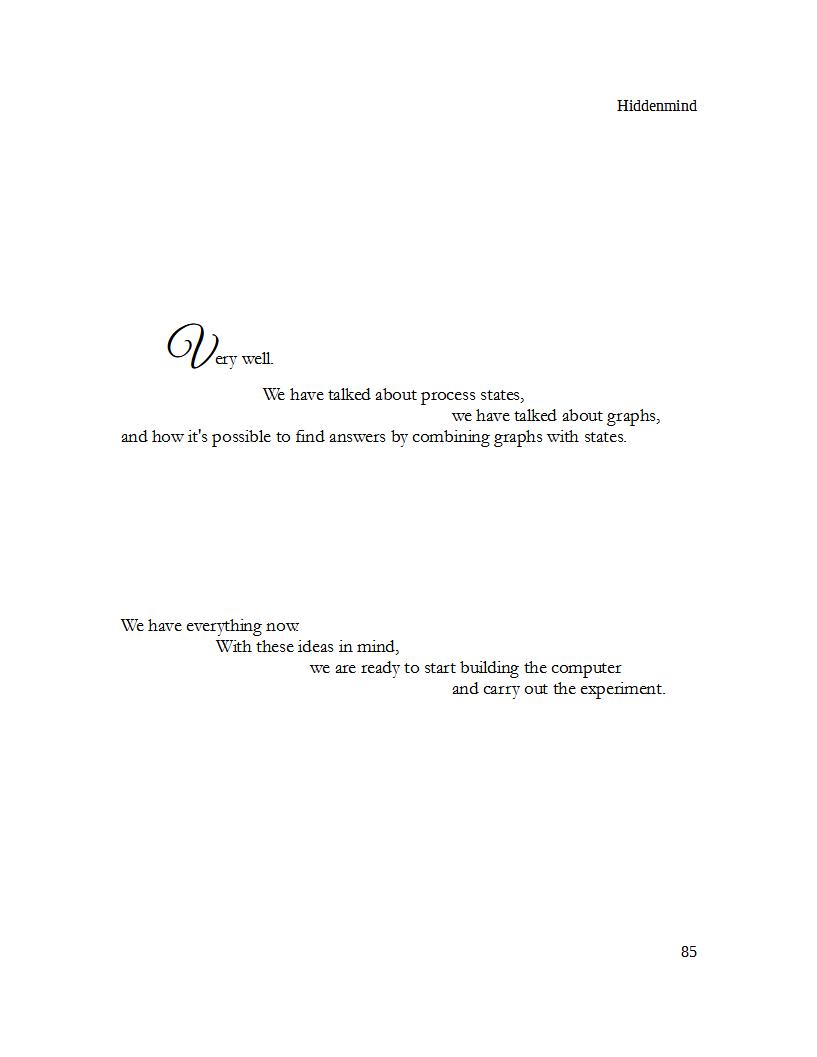 Hiddenmind
Very well.
We have talked about process states,
we have talked about graphs,
and how it's possible to find answers by combining graphs with states.
We have everything now.
With these ideas in mind,
we are ready to start building the computer
and carry out the experiment.
85